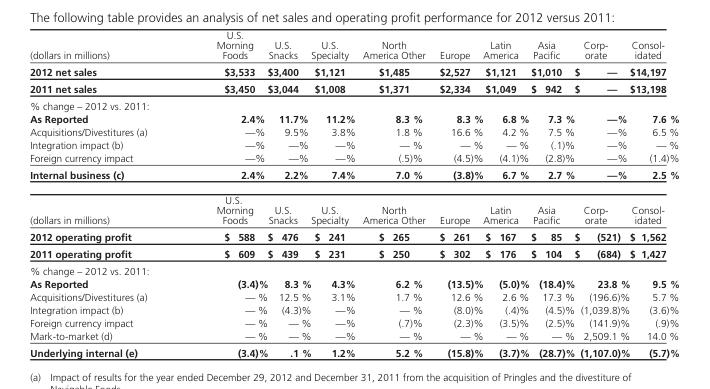 The following table provides an analysis of net sales and operating profit performance for 2012 versus 2011:
U.S.
Morning U.S. U.S. North Latin Asia Corp- Consol-
(dollars in millions) Foods Snacks Specialty America Other Europe America Pacific orate idated
2012 net sales $3,533 $3,400 $1,121 $1,485 $2,527 $1,121 $1,010 $ — $14,197
2011 net sales $3,450 $3,044 $1,008 $1,371 $2,334 $1,049 $ 942 $ — $13,198
% change – 2012 vs. 2011:
As Reported 2.4% 11.7% 11.2% 8.3 % 8.3 % 6.8 % 7.3 % —% 7.6 %
Acquisitions/Divestitures (a) —% 9.5% 3.8% 1.8 % 16.6 % 4.2 % 7.5 % —% 6.5 %
Integration impact (b) —% —% —% — % — % — % (.1)% —% — %
Foreign currency impact —% —% —% (.5)% (4.5)% (4.1)% (2.8)% —% (1.4)%
Internal business (c) 2.4% 2.2% 7.4% 7.0 % (3.8)% 6.7 % 2.7 % —% 2.5 %
U.S.
Morning U.S. U.S. North Latin Asia Corp- Consol-
(dollars in millions) Foods Snacks Specialty America Other Europe America Pacific orate idated
2012 operating profit $ 588 $ 476 $ 241 $ 265 $ 261 $ 167 $ 85 $ (521) $ 1,562
2011 operating profit $ 609 $ 439 $ 231 $ 250 $ 302 $ 176 $ 104 $ (684) $ 1,427
% change – 2012 vs. 2011:
As Reported (3.4)% 8.3 % 4.3% 6.2 % (13.5)% (5.0)% (18.4)% 23.8 % 9.5 %
Acquisitions/Divestitures (a) — % 12.5 % 3.1% 1.7 % 12.6 % 2.6 % 17.3 % (196.6)% 5.7 %
Integration impact (b) — % (4.3)% —% — % (8.0)% (.4)% (4.5)% (1,039.8)% (3.6)%
Foreign currency impact — % — % —% (.7)% (2.3)% (3.5)% (2.5)% (141.9)% (.9)%
Mark-to-market (d) — % — % —% — % — % — % — % 2,509.1 % 14.0 %
Underlying internal (e) (3.4)% .1 % 1.2% 5.2 % (15.8)% (3.7)% (28.7)% (1,107.0)% (5.7)%
(a) Impact of results for the year ended December 29, 2012 and December 31, 2011 from the acquisition of Pringles and the divestiture of